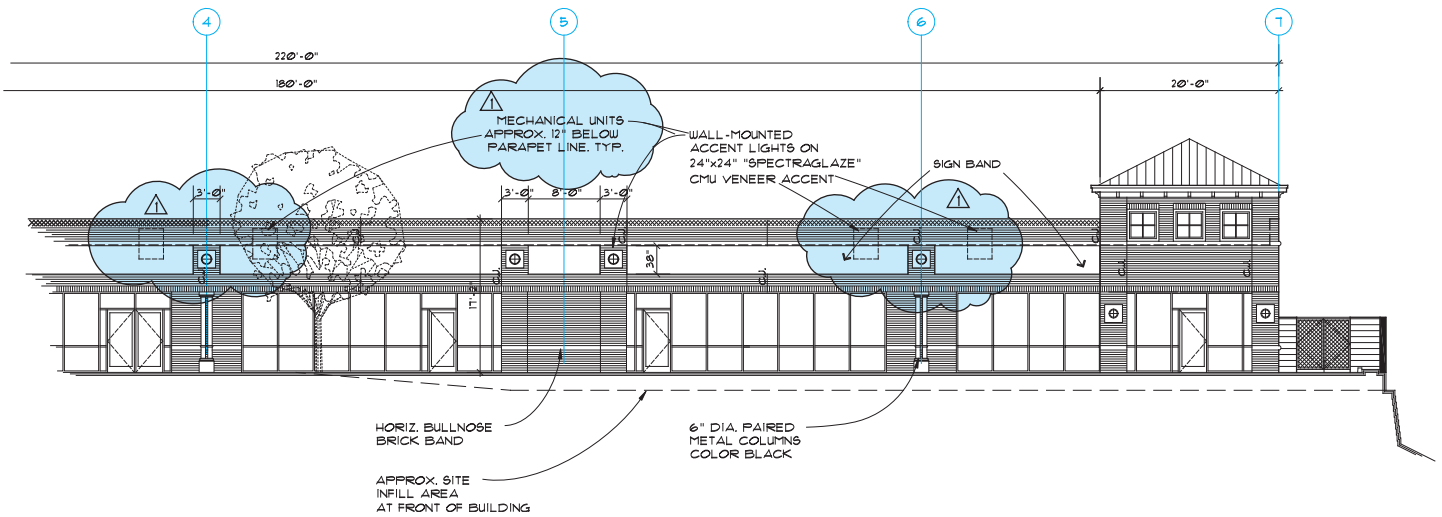 4
5
6
7
220'-0"
180'-0"
20'-0"
1
MECHANICAL UNITS
APPROX. 12" BELOW
PARAPET LINE. TYP.
WALL-MOUNTED
ACCENT LIGHTS ON
24"x24" "SPECTRAGLAZE"
CMU VENEER ACCENT
SIGN BAND
1
3'-0"
3'-0"
8'-0"
3'-0"
1
C.J.
C.J.
C.J.
C.J.
C.J.
38"
C.J.
C.J.
C.J.
C.J.
C.J.
17'-2"
HORIZ. BULLNOSE
BRICK BAND
6" DIA. PAIRED
METAL COLUMNS
COLOR BLACK
APPROX. SITE
INFILL AREA
AT FRONT OF BUILDING